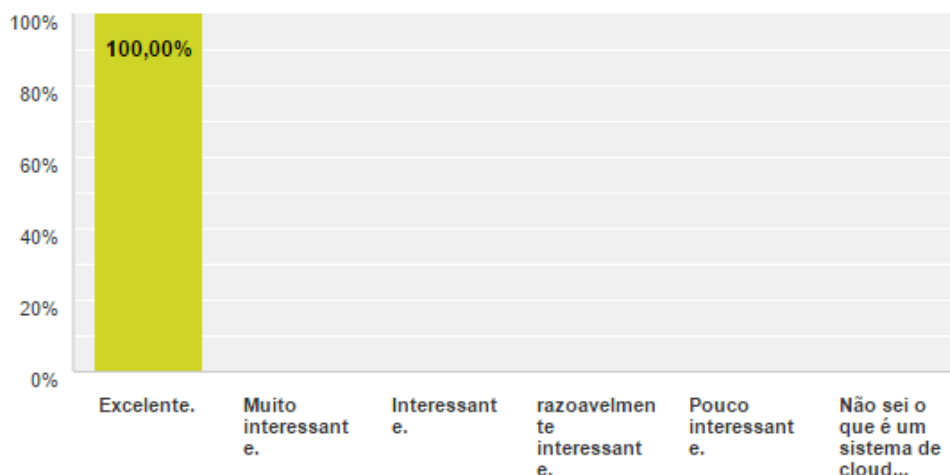 100%
100,00%
80%
60%
40%
20%
0%
Excelente.
Muito
interessant
e.
Interessant
e.
razoavelmen
te
interessant
e.
Pouco
interessant
e.
Não sei o
que é um
sistema de
cloud...